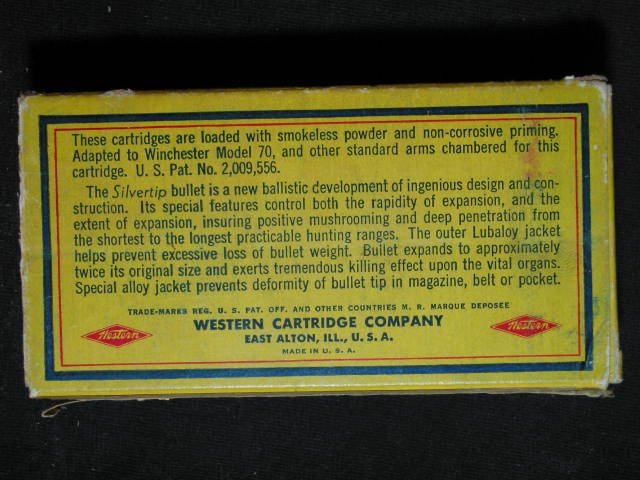 These cartridges are loaded with smokeless powder and non-corrosive priming.
Adapted to Winchester Model 70, and other standard arms chambered for this
cartridge. U. S. Pat. No. 2,009,556.
The Silvertip bullet is a new ballistic development of ingenious design and con-
struction. Its special features control both the rapidity of expansion, and the
extent of expansion, insuring positive mushrooming and deep penetration from
the shortest to the longest practicable hunting ranges. The outer Lubaloy jacket
helps prevent excessive loss of bullet weight. Bullet expands to approximately
twice its original size and exerts tremendous killing effect upon the vital organs.
Special alloy jacket prevents deformity of bullet tip in magazine, belt or pocket.
TRADE-MARKS REG. U. S. PAT. OFF. AND OTHER COUNTRIES M. R. MARQUE DEPOSEE
Western
WESTERN CARTRIDGE COMPANY
Western
EAST ALTON, ILL., U. S. A.
MADE IN U. S. A.